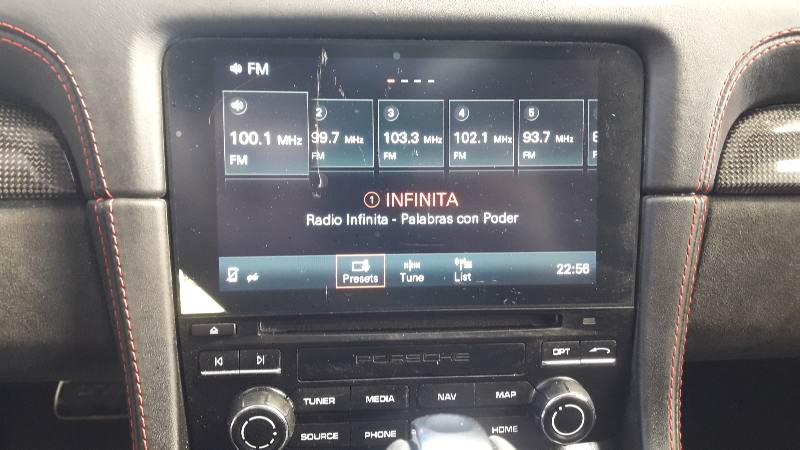 FM
2 3 4 5
100.1 MHz 99.7 MHz 103.3 MHz 102.1 MHz 93.7 MHz
FM FM FM FM FM
1 INFINITA
Radio Infinita - Palabras con Poder
Presets Tune List 22:56
PORSCHE OPT
TUNER MEDIA NAV MAP
SOURCE PHONE HOME